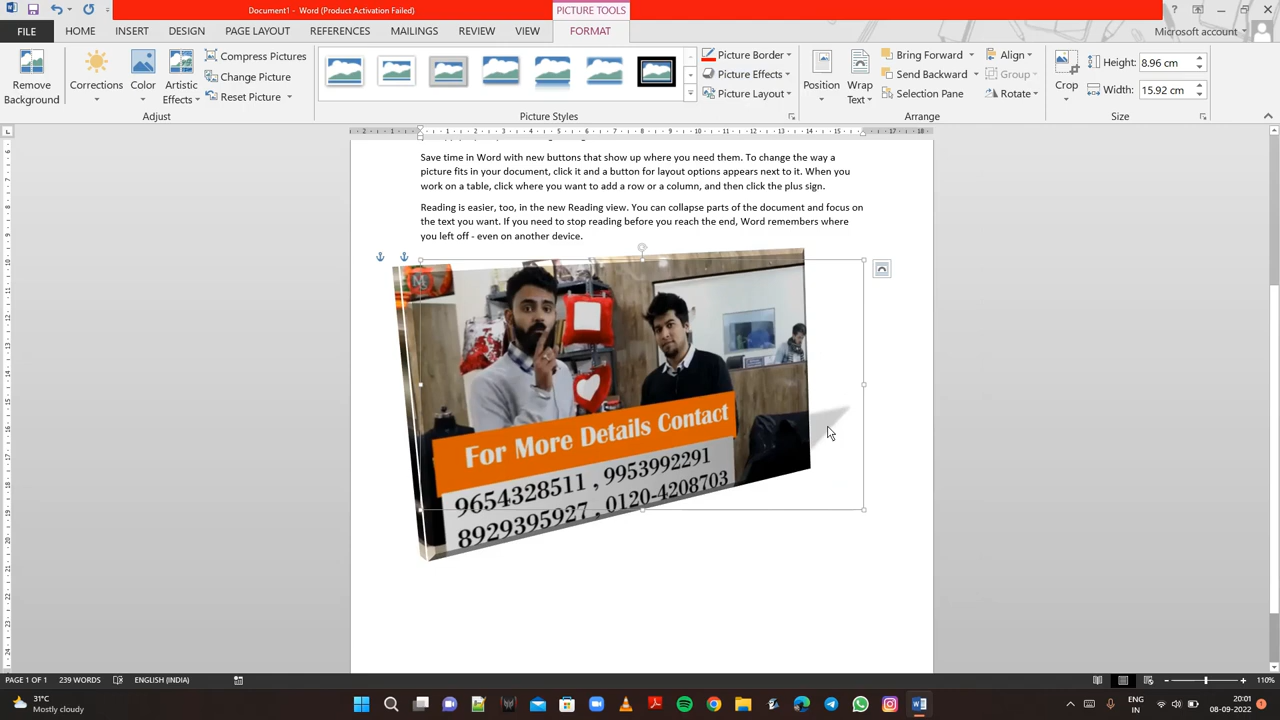 Document1 - Word (Product Activation Failed)
PICTURE TOOLS
FILE
HOME
INSERT
DESIGN
PAGE LAYOUT
REFERENCES
MAILINGS
REVIEW
VIEW
FORMAT
Microsoft account
Remove Background
Corrections
Color
Artistic Effects
Compress Pictures
Change Picture
Reset Picture
Adjust
Picture Styles
Picture Border
Picture Effects
Picture Layout
Position
Wrap Text
Bring Forward
Send Backward
Selection Pane
Align
Group
Rotate
Arrange
Crop
Height: 8.96 cm
Width: 15.92 cm
Size
Save time in Word with new buttons that show up where you need them. To change the way a
picture fits in your document, click it and a button for layout options appears next to it. When you
work on a table, click where you want to add a row or a column, and then click the plus sign.
Reading is easier, too, in the new Reading view. You can collapse parts of the document and focus on
the text you want. If you need to stop reading before you reach the end, Word remembers where
you left off - even on another device.
For More Details Contact
9654328511 , 9953992291
8929395927 , 0120-4208703
PAGE 1 OF 1
239 WORDS
ENGLISH (INDIA)
110%
31°C
Mostly cloudy
ENG
IN
20:01
08-09-2022